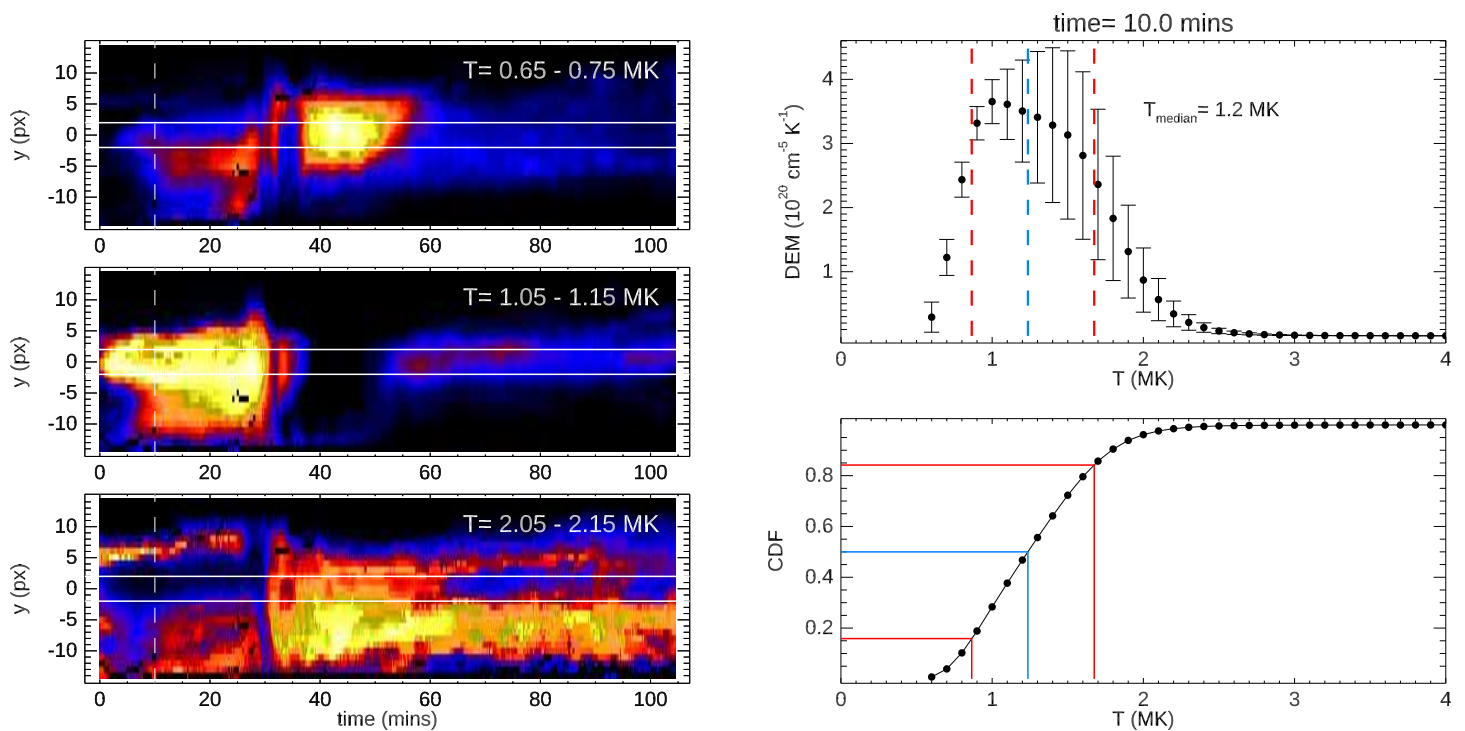 T= 0.65 - 0.75 MK
y (px)
10
5
0
-5
-10
0 20 40 60 80 100
T= 1.05 - 1.15 MK
y (px)
10
5
0
-5
-10
0 20 40 60 80 100
T= 2.05 - 2.15 MK
y (px)
10
5
0
-5
-10
0 20 40 60 80 100
time (mins)
time= 10.0 mins
Tmedian= 1.2 MK
DEM (10²⁰ cm⁻⁵ K⁻¹)
4
3
2
1
0 1 2 3 4
T (MK)
CDF
0.8
0.6
0.4
0.2
0 1 2 3 4
T (MK)